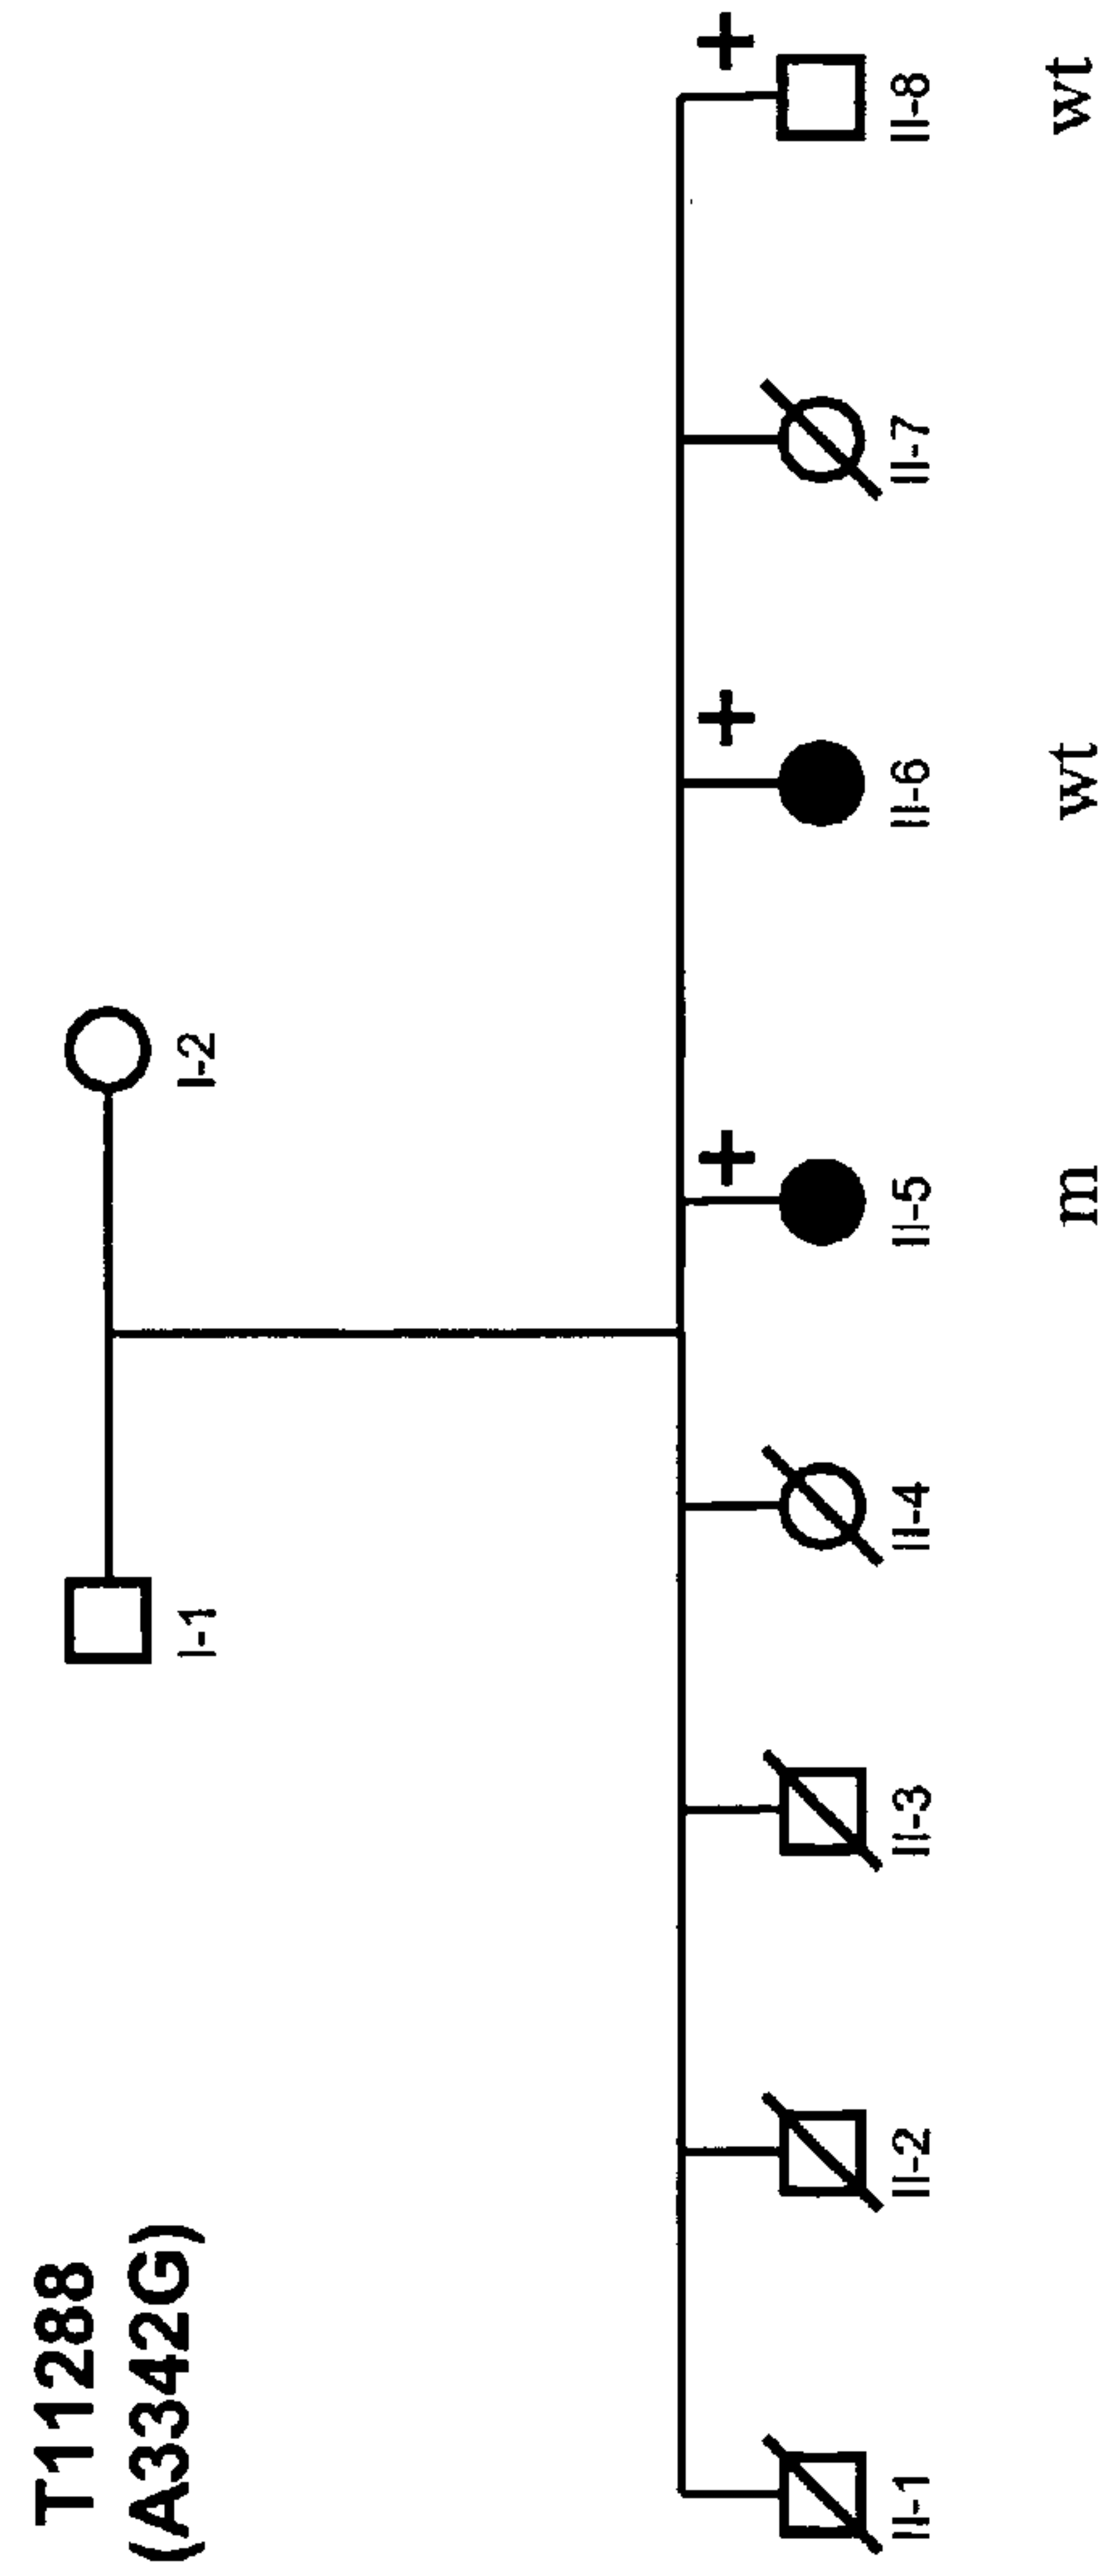 T11288
(A3342G)
I-1 I-2
II-1 II-2 II-3 II-4 II-5 II-6 II-7 II-8
+ + +
m wt wt